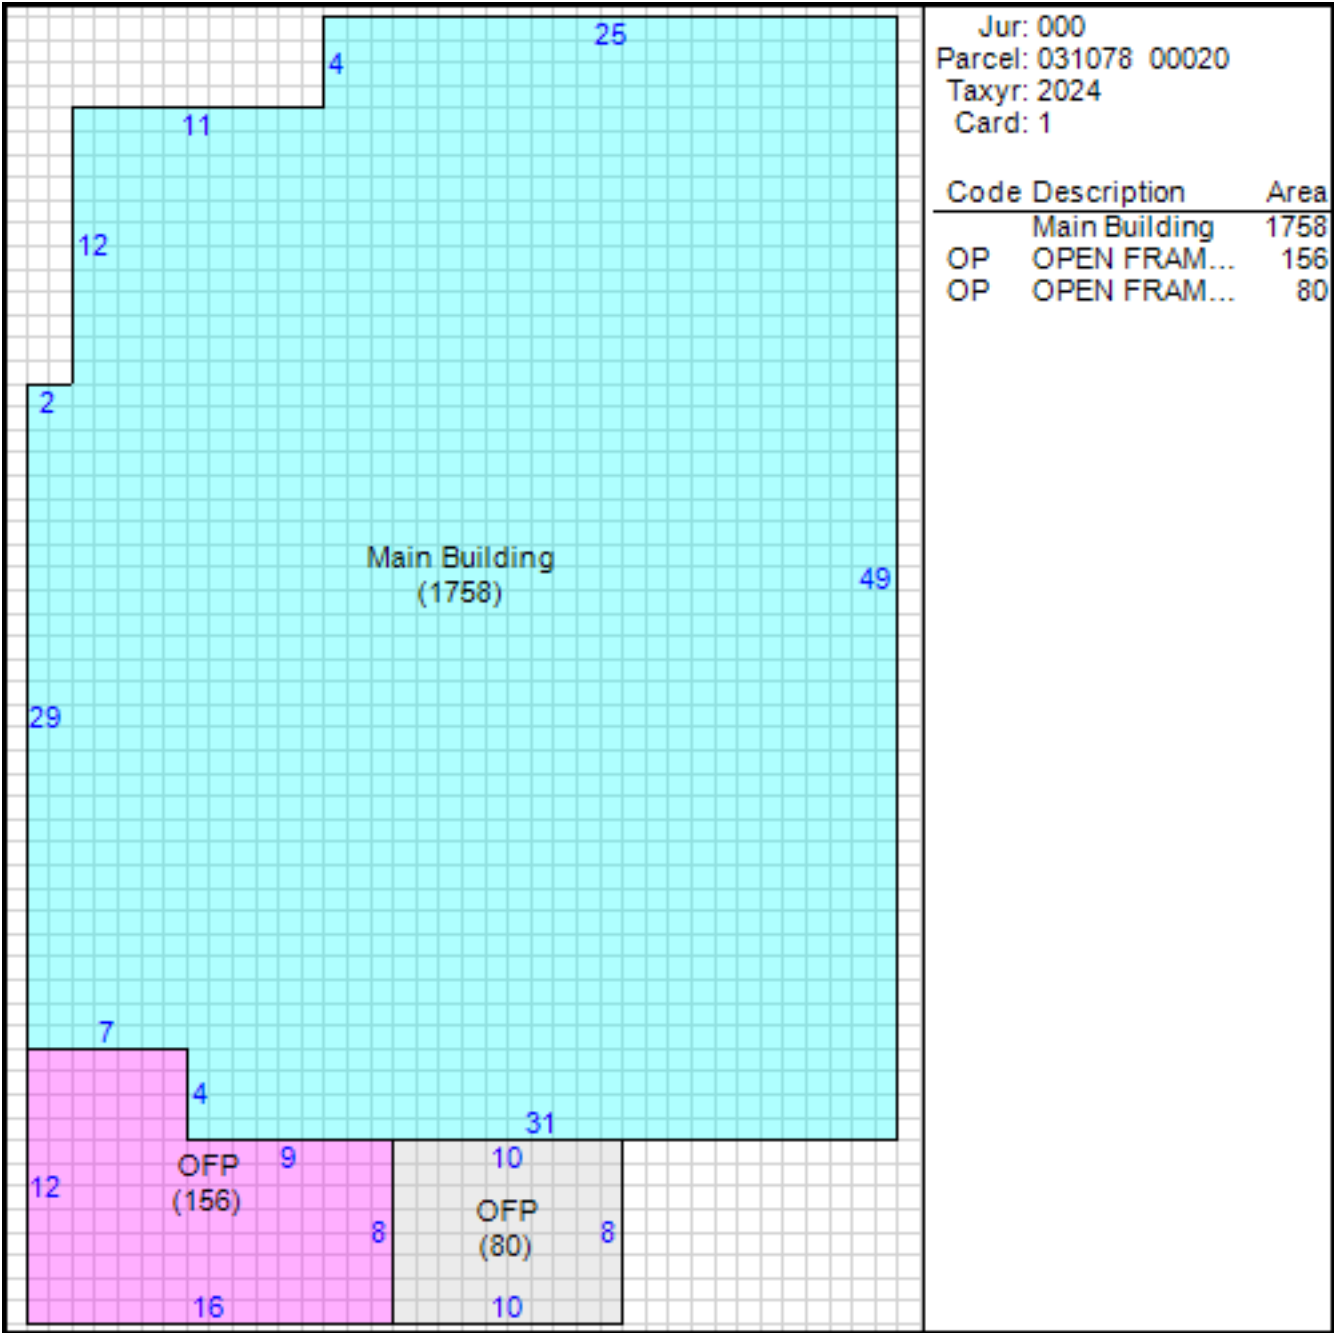 25
4
11
12
2
Main Building
(1758)
49
29
7
4
31
9
10
OFP
(156)
12
OFP
(80)
8
8
16
10
Jur: 000
Parcel: 031078 00020
Taxyr: 2024
Card: 1
Code Description Area
Main Building 1758
OP OPEN FRAM... 156
OP OPEN FRAM... 80